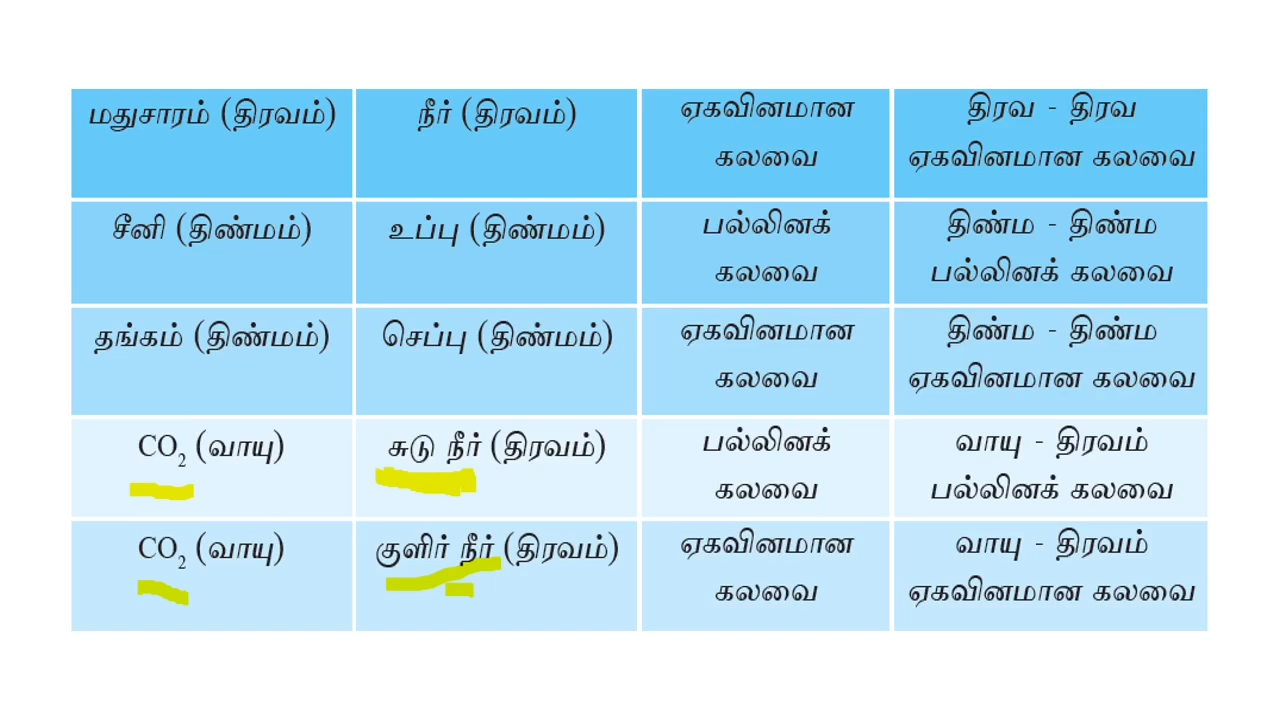 மதுசாரம் (திரவம்) நீர் (திரவம்) ஏகவினமான கலவை திரவ - திரவ ஏகவினமான கலவை
சீனி (திண்மம்) உப்பு (திண்மம்) பல்லினக் கலவை திண்ம - திண்ம பல்லினக் கலவை
தங்கம் (திண்மம்) செப்பு (திண்மம்) ஏகவினமான கலவை திண்ம - திண்ம ஏகவினமான கலவை
CO₂ (வாயு) சுடு நீர் (திரவம்) பல்லினக் கலவை வாயு - திரவம் பல்லினக் கலவை
CO₂ (வாயு) குளிர் நீர் (திரவம்) ஏகவினமான கலவை வாயு - திரவம் ஏகவினமான கலவை